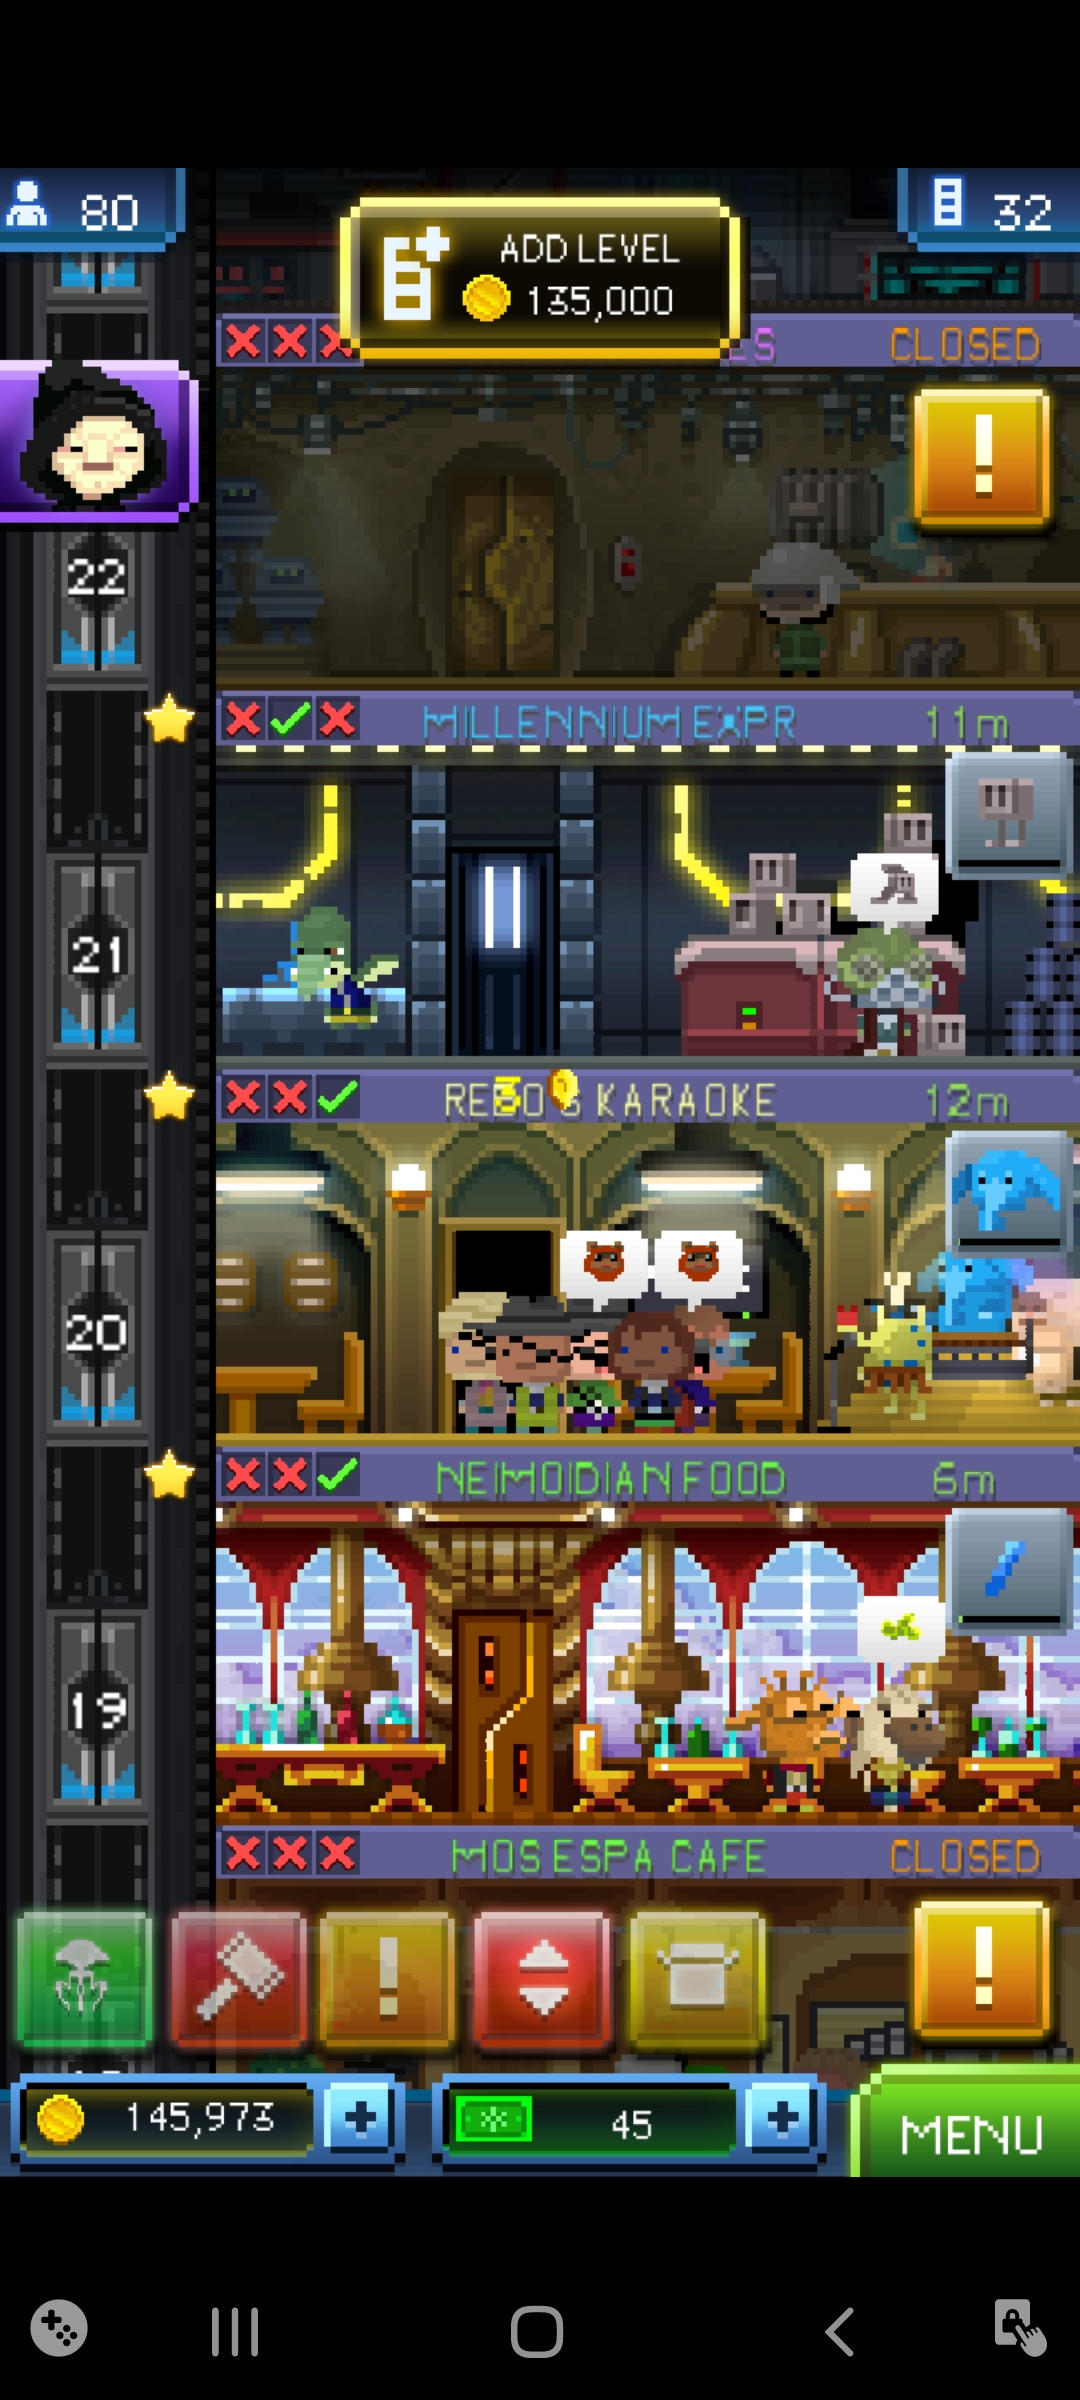 80
ADD LEVEL
135,000
32
ES CLOSED
22
MILLENNIUM EXPR 11m
21
KARAOKE 12m
20
NEIMOIDIAN FOOD 6m
19
MOS ESPA CAFE CLOSED
145,973
45
MENU